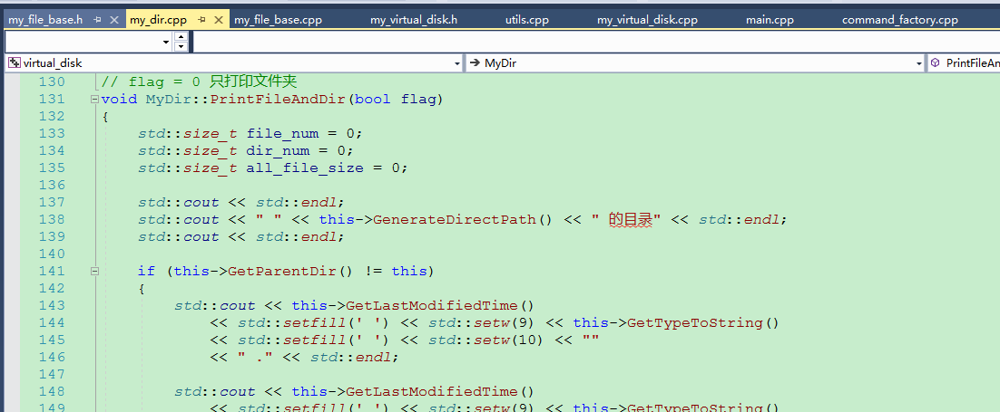 my_file_base.h my_dir.cpp my_file_base.cpp my_virtual_disk.h utils.cpp my_virtual_disk.cpp main.cpp command_factory.cpp
virtual_disk MyDir PrintFileAn
130 // flag = 0 只打印文件夹
131 void MyDir::PrintFileAndDir(bool flag)
132 {
133 std::size_t file_num = 0;
134 std::size_t dir_num = 0;
135 std::size_t all_file_size = 0;
136
137 std::cout << std::endl;
138 std::cout << " " << this->GenerateDirectPath() << " 的目录" << std::endl;
139 std::cout << std::endl;
140
141 if (this->GetParentDir() != this)
142 {
143 std::cout << this->GetLastModifiedTime()
144 << std::setfill(' ') << std::setw(9) << this->GetTypeToString()
145 << std::setfill(' ') << std::setw(10) << ""
146 << " ." << std::endl;
147
148 std::cout << this->GetLastModifiedTime()
149 << std::setfill(' ') << std::setw(9) << this->GetTypeToString()